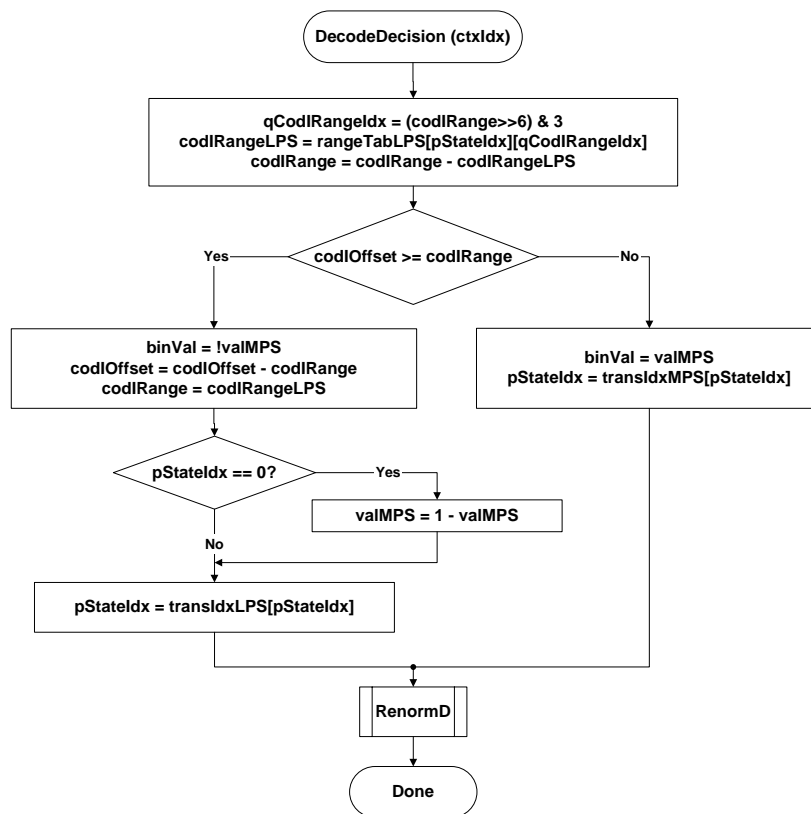 DecodeDecision (ctxIdx)
qCodIRangeIdx = (codIRange>>6) & 3
codIRangeLPS = rangeTabLPS[pStateIdx][qCodIRangeIdx]
codIRange = codIRange - codIRangeLPS
codIOffset >= codIRange
Yes
No
binVal = !valMPS
codIOffset = codIOffset - codIRange
codIRange = codIRangeLPS
binVal = valMPS
pStateIdx = transIdxMPS[pStateIdx]
pStateIdx == 0?
Yes
valMPS = 1 - valMPS
No
pStateIdx = transIdxLPS[pStateIdx]
RenormD
Done